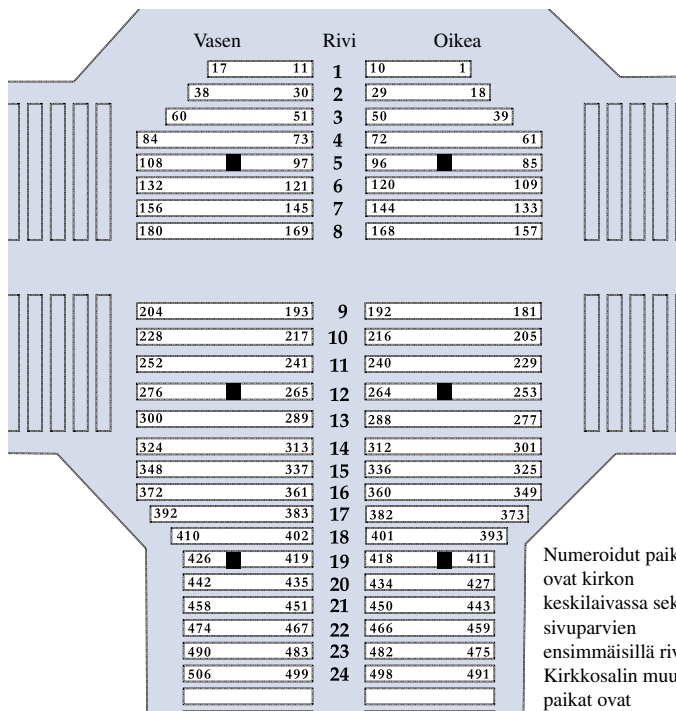 Vasen Rivi Oikea
17 11 1 10 1
38 30 2 29 18
60 51 3 50 39
84 73 4 72 61
108 97 5 96 85
132 121 6 120 109
156 145 7 144 133
180 169 8 168 157
204 193 9 192 181
228 217 10 216 205
252 241 11 240 229
276 265 12 264 253
300 289 13 288 277
324 313 14 312 301
348 337 15 336 325
372 361 16 360 349
392 383 17 382 373
410 402 18 401 393
426 419 19 418 411
442 435 20 434 427
458 451 21 450 443
474 467 22 466 459
490 483 23 482 475
506 499 24 498 491
Numeroidut paik
ovat kirkon
keskilaivassa sek
sivuparvien
ensimmäisillä riv
Kirkkosalin muu
paikat ovat